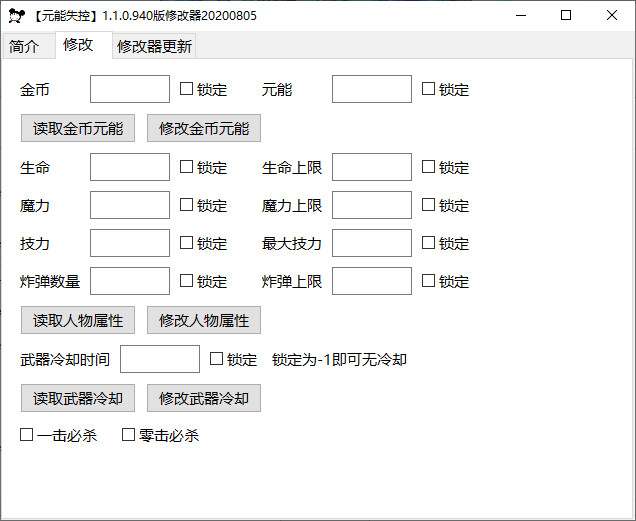 【元能失控】1.1.0.940版修改器20200805
简介 修改 修改器更新
金币 锁定 元能 锁定
读取金币元能 修改金币元能
生命 锁定 生命上限 锁定
魔力 锁定 魔力上限 锁定
技力 锁定 最大技力 锁定
炸弹数量 锁定 炸弹上限 锁定
读取人物属性 修改人物属性
武器冷却时间 锁定 锁定为-1即可无冷却
读取武器冷却 修改武器冷却
一击必杀 零击必杀